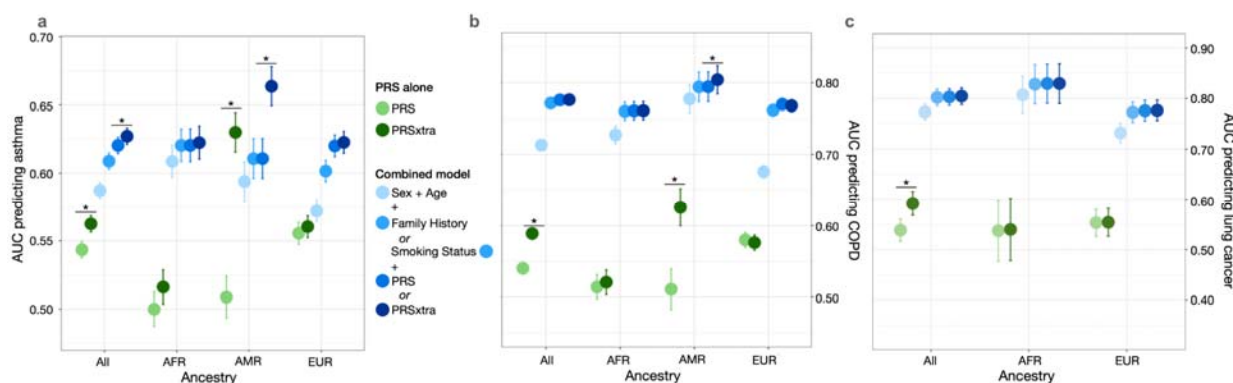 a
AUC predicting asthma
0.70
0.65
0.60
0.55
0.50
*
*
*
*
All
AFR
AMR
EUR
Ancestry
PRS alone
PRS
PRSxtra
Combined model
Sex + Age
+
Family History
or
Smoking Status
+
PRS
or
PRSxtra
b
*
*
*
All
AFR
AMR
EUR
Ancestry
0.80
0.70
0.60
0.50
AUC predicting COPD
c
*
All
AFR
EUR
Ancestry
0.90
0.80
0.70
0.60
0.50
0.40
AUC predicting lung cancer